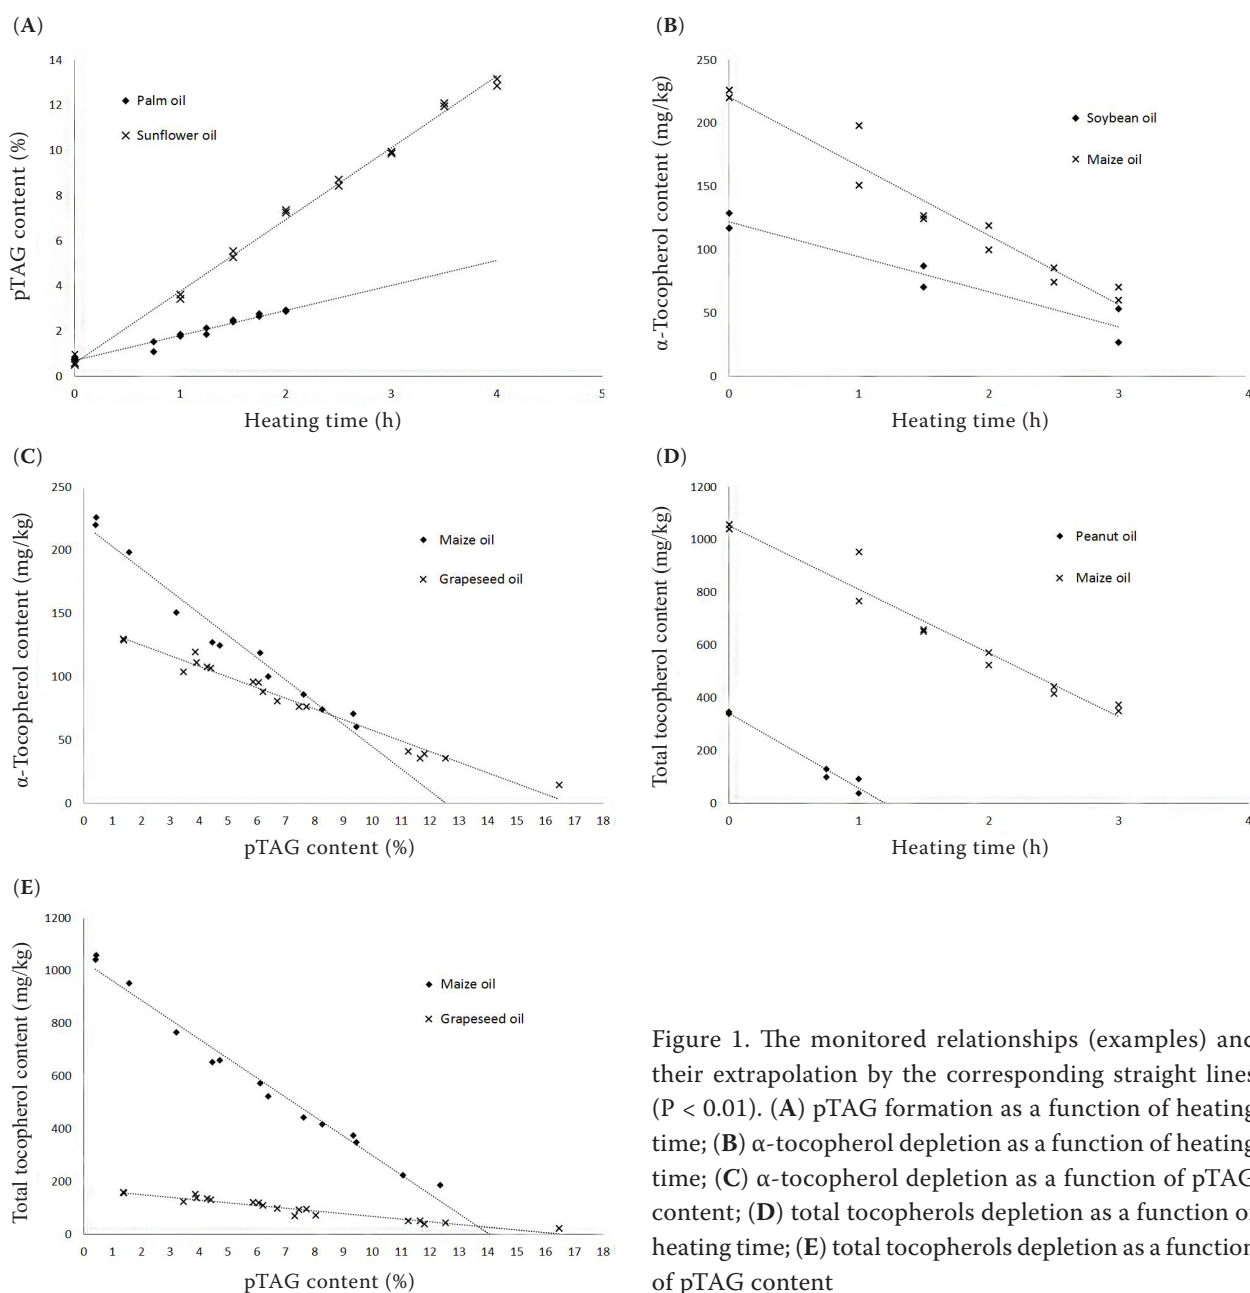 (A)
14
12
10
8
6
4
2
0
pTAG content (%)
Palm oil
Sunflower oil
0 1 2 3 4 5
Heating time (h)
(B)
250
200
150
100
50
0
α-Tocopherol content (mg/kg)
Soybean oil
Maize oil
0 1 2 3 4
Heating time (h)
(C)
250
200
150
100
50
0
α-Tocopherol content (mg/kg)
Maize oil
Grapeseed oil
0 1 2 3 4 5 6 7 8 9 10 11 12 13 14 15 16 17 18
pTAG content (%)
(D)
1200
1000
800
600
400
200
0
Total tocopherol content (mg/kg)
Peanut oil
Maize oil
0 1 2 3 4
Heating time (h)
(E)
1200
1000
800
600
400
200
0
Total tocopherol content (mg/kg)
Maize oil
Grapeseed oil
0 1 2 3 4 5 6 7 8 9 10 11 12 13 14 15 16 17 18
pTAG content (%)
Figure 1. The monitored relationships (examples) and
their extrapolation by the corresponding straight lines
(P < 0.01). (A) pTAG formation as a function of heating
time; (B) α-tocopherol depletion as a function of heating
time; (C) α-tocopherol depletion as a function of pTAG
content; (D) total tocopherols depletion as a function of
heating time; (E) total tocopherols depletion as a function
of pTAG content